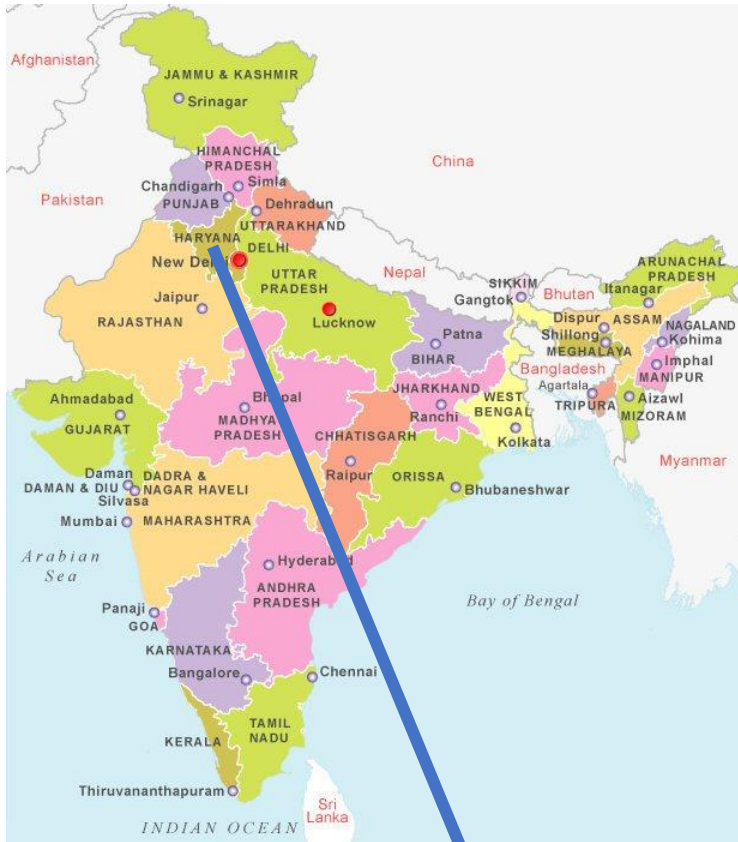 Afghanistan
JAMMU & KASHMIR
Srinagar
HIMANCHAL
PRADESH
China
Chandigarh
Simla
Pakistan
PUNJAB
Dehradun
UTTARAKHAND
HARYANA
DELHI
New Delhi
UTTAR
PRADESH
Nepal
SIKKIM
Gangtok
Bhutan
ARUNACHAL
PRADESH
Itanagar
Jaipur
RAJASTHAN
Lucknow
Patna
BIHAR
Dispur
ASSAM
Shillong
MEGHALAYA
NAGALAND
Kohima
Imphal
MANIPUR
Bangladesh
Agartala
TRIPURA
Aizawl
MIZORAM
Ahmadabad
GUJARAT
Bhopal
MADHYA
PRADESH
JHARKHAND
Ranchi
WEST
BENGAL
Kolkata
CHHATISGARH
Raipur
ORISSA
Bhubaneshwar
Myanmar
Daman
DAMAN & DIU
Silvasa
DADRA &
NAGAR HAVELI
Mumbai
MAHARASHTRA
Arabian
Sea
Hyderabad
ANDHRA
PRADESH
Bay of Bengal
Panaji
GOA
KARNATAKA
Bangalore
Chennai
KERALA
TAMIL
NADU
Thiruvananthapuram
Sri
Lanka
INDIAN OCEAN